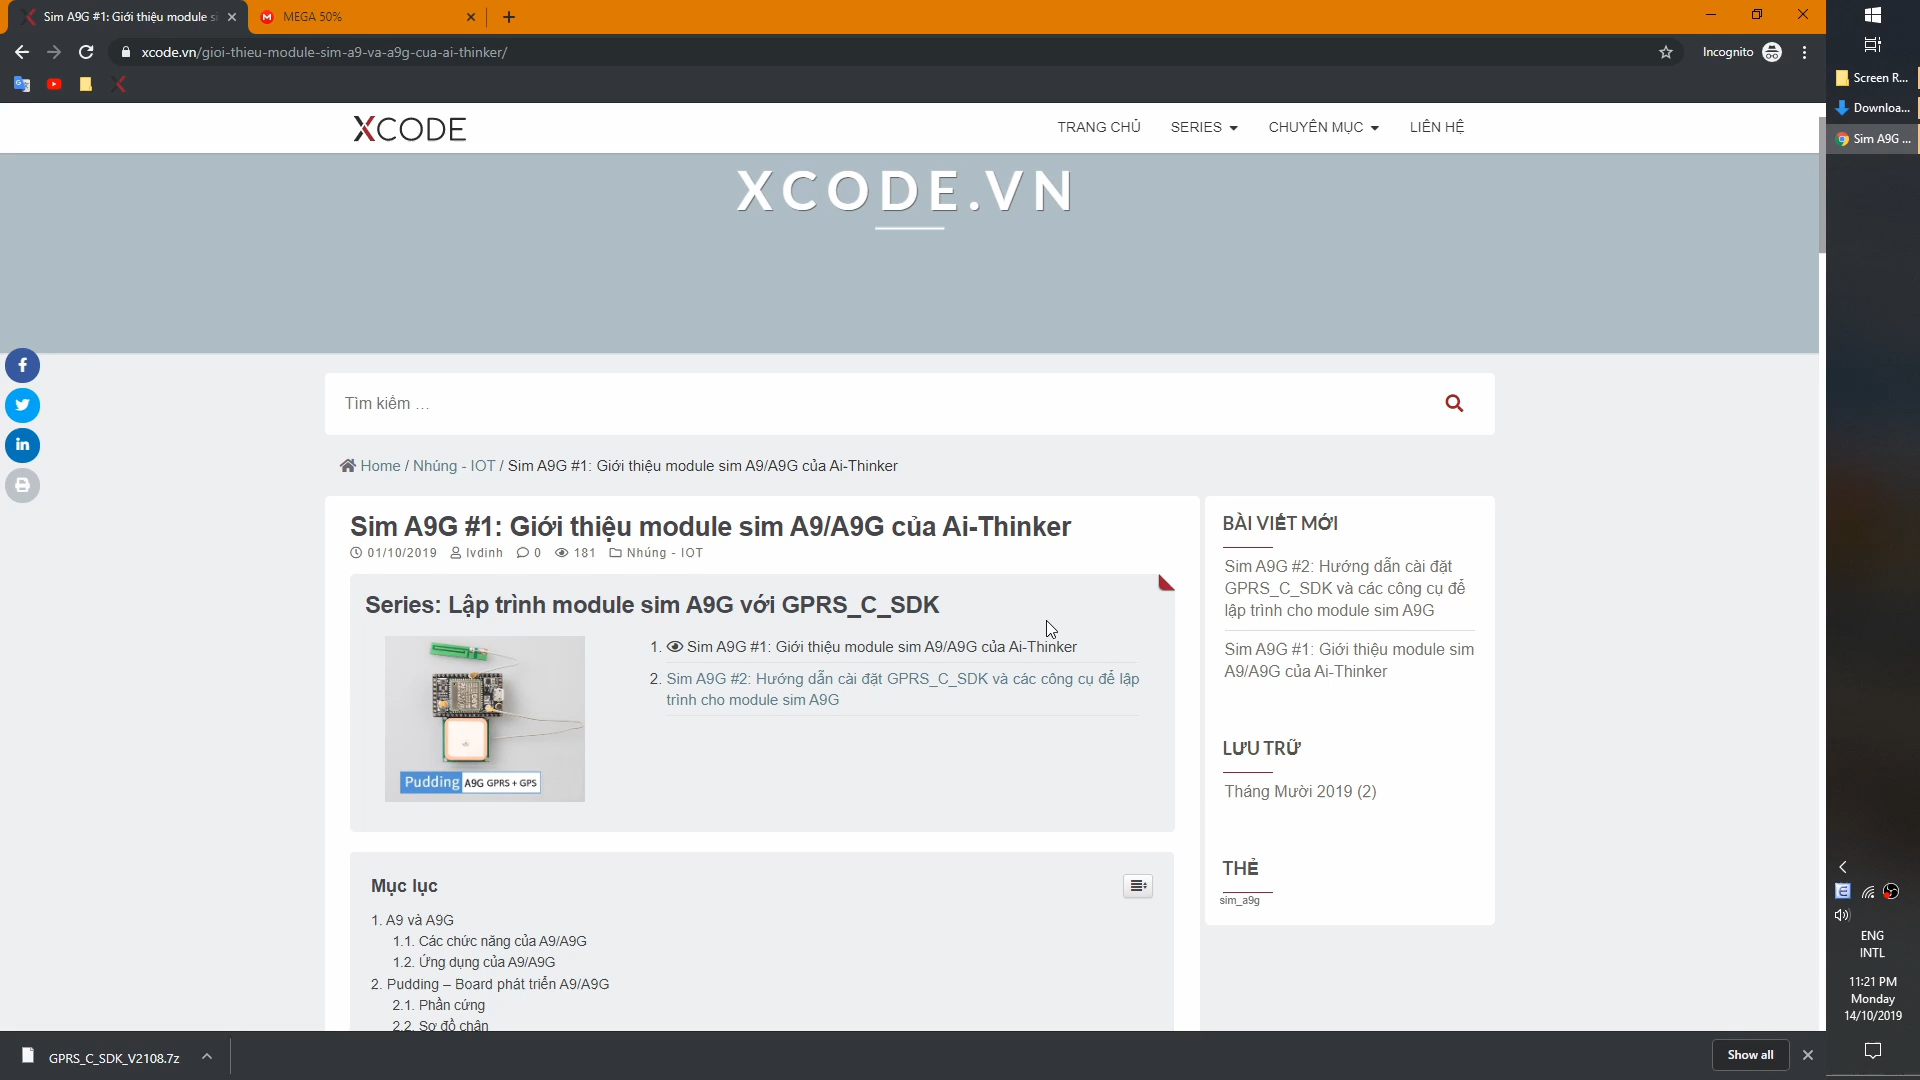 Sim A9G #1: Giới thiệu module si
MEGA 50%
xcode.vn/gioi-thieu-module-sim-a9-va-a9g-cua-ai-thinker/
Incognito
XCODE
TRANG CHỦ
SERIES
CHUYÊN MỤC
LIÊN HỆ
XCODE.VN
Tìm kiếm …
Home / Nhúng - IOT / Sim A9G #1: Giới thiệu module sim A9/A9G của Ai-Thinker
Sim A9G #1: Giới thiệu module sim A9/A9G của Ai-Thinker
01/10/2019 lvdinh 0 181 Nhúng - IOT
Series: Lập trình module sim A9G với GPRS_C_SDK
Pudding A9G GPRS + GPS
1. Sim A9G #1: Giới thiệu module sim A9/A9G của Ai-Thinker
2. Sim A9G #2: Hướng dẫn cài đặt GPRS_C_SDK và các công cụ để lập
trình cho module sim A9G
Mục lục
1. A9 và A9G
1.1. Các chức năng của A9/A9G
1.2. Ứng dụng của A9/A9G
2. Pudding – Board phát triển A9/A9G
2.1. Phần cứng
2.2. Sơ đồ chân
BÀI VIẾT MỚI
Sim A9G #2: Hướng dẫn cài đặt
GPRS_C_SDK và các công cụ để
lập trình cho module sim A9G
Sim A9G #1: Giới thiệu module sim
A9/A9G của Ai-Thinker
LƯU TRỮ
Tháng Mười 2019 (2)
THẺ
sim_a9g
GPRS_C_SDK_V2108.7z
Show all
Screen R...
Downloa...
Sim A9G ...
ENG
INTL
11:21 PM
Monday
14/10/2019